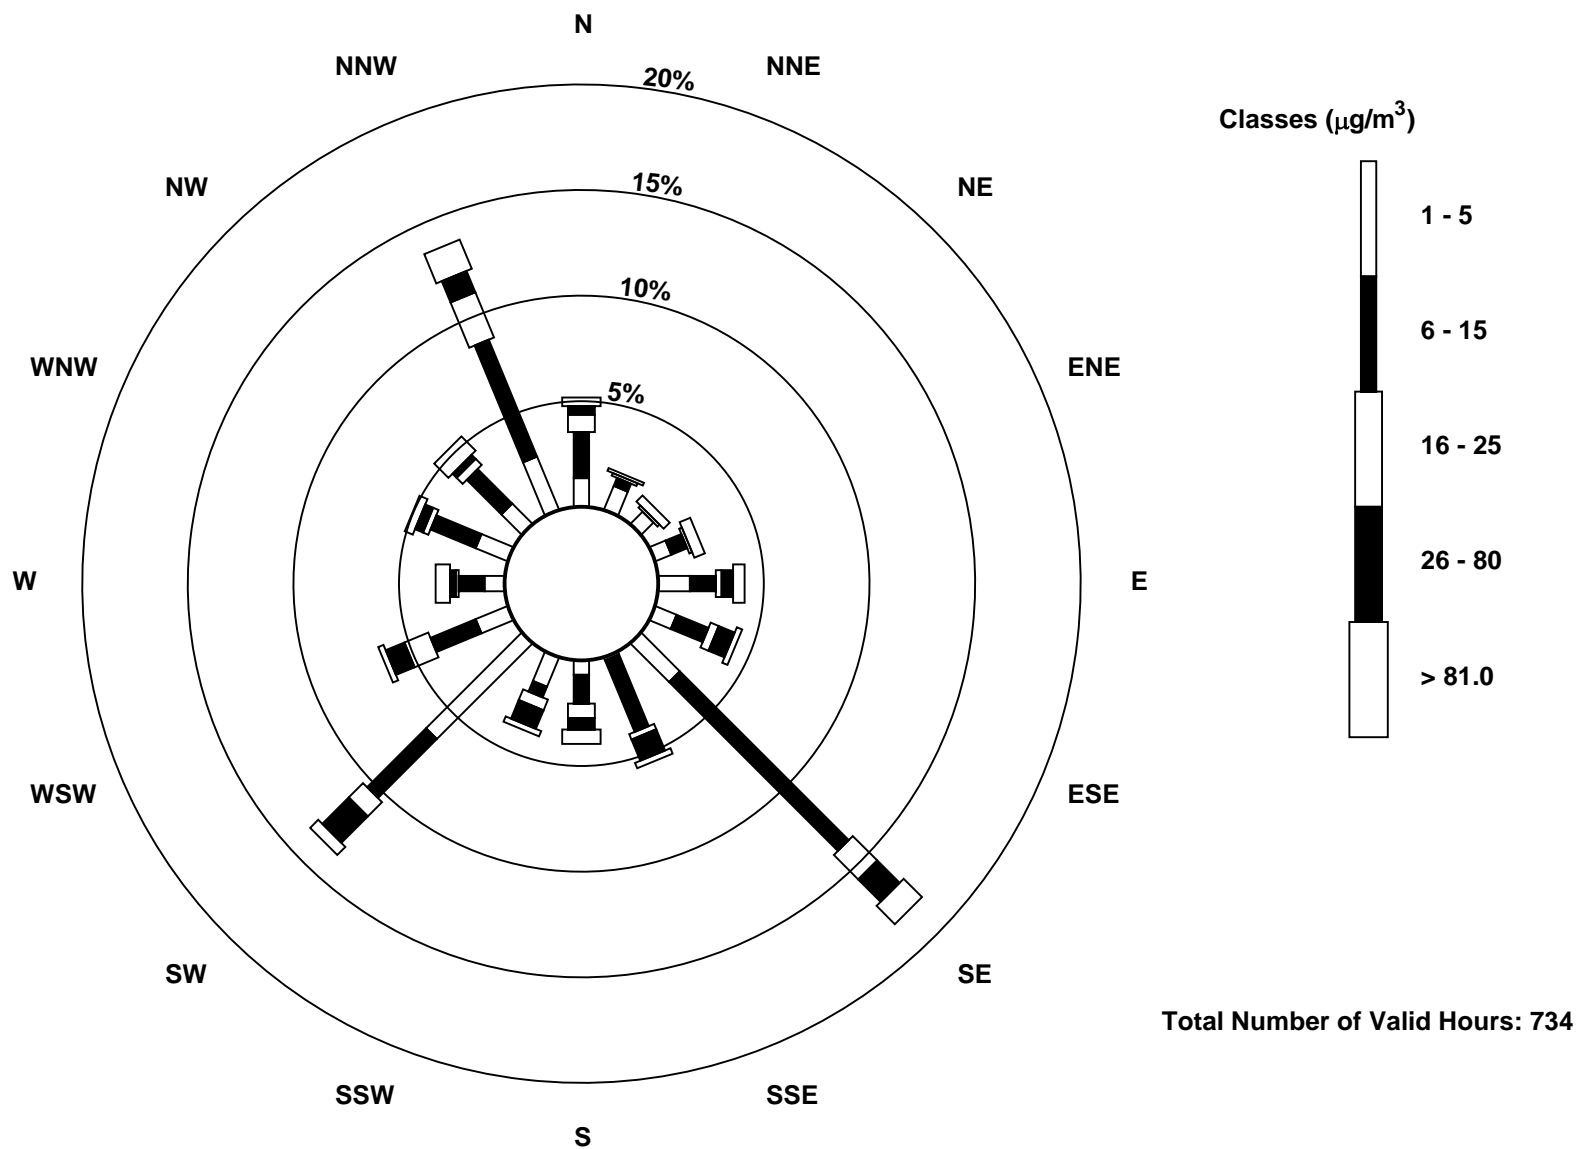 N
NNW
NNE
20%
Classes (μg/m³)
15%
NW
NE
1 - 5
10%
6 - 15
WNW
ENE
5%
16 - 25
26 - 80
W
E
> 81.0
WSW
ESE
SW
SE
Total Number of Valid Hours: 734
SSW
SSE
S